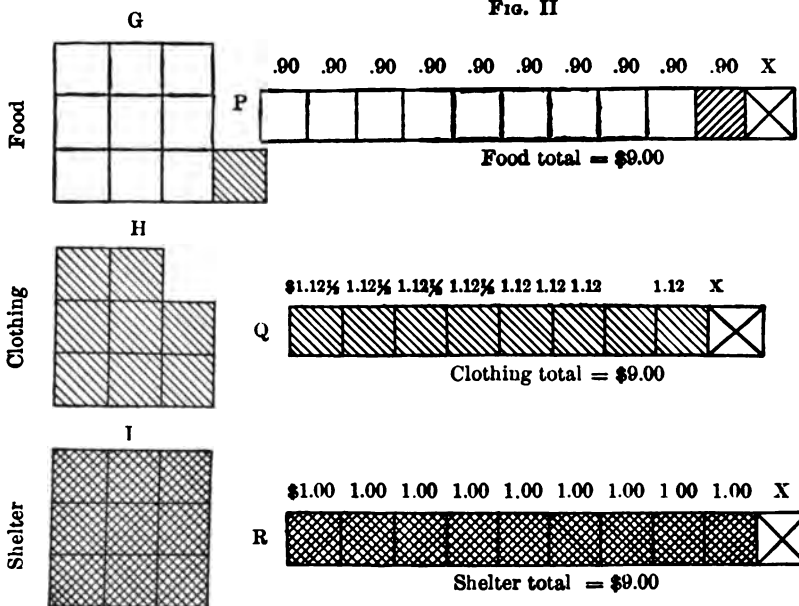 FIG. II
G
.90 .90 .90 .90 .90 .90 .90 .90 .90 X
Food
P
Food total = $9.00
H
$1.12½ 1.12½ 1.12½ 1.12½ 1.12 1.12 1.12 1.12 X
Clothing
Q
Clothing total = $9.00
I
$1.00 1.00 1.00 1.00 1.00 1.00 1.00 1 00 1.00 X
Shelter
R
Shelter total = $9.00